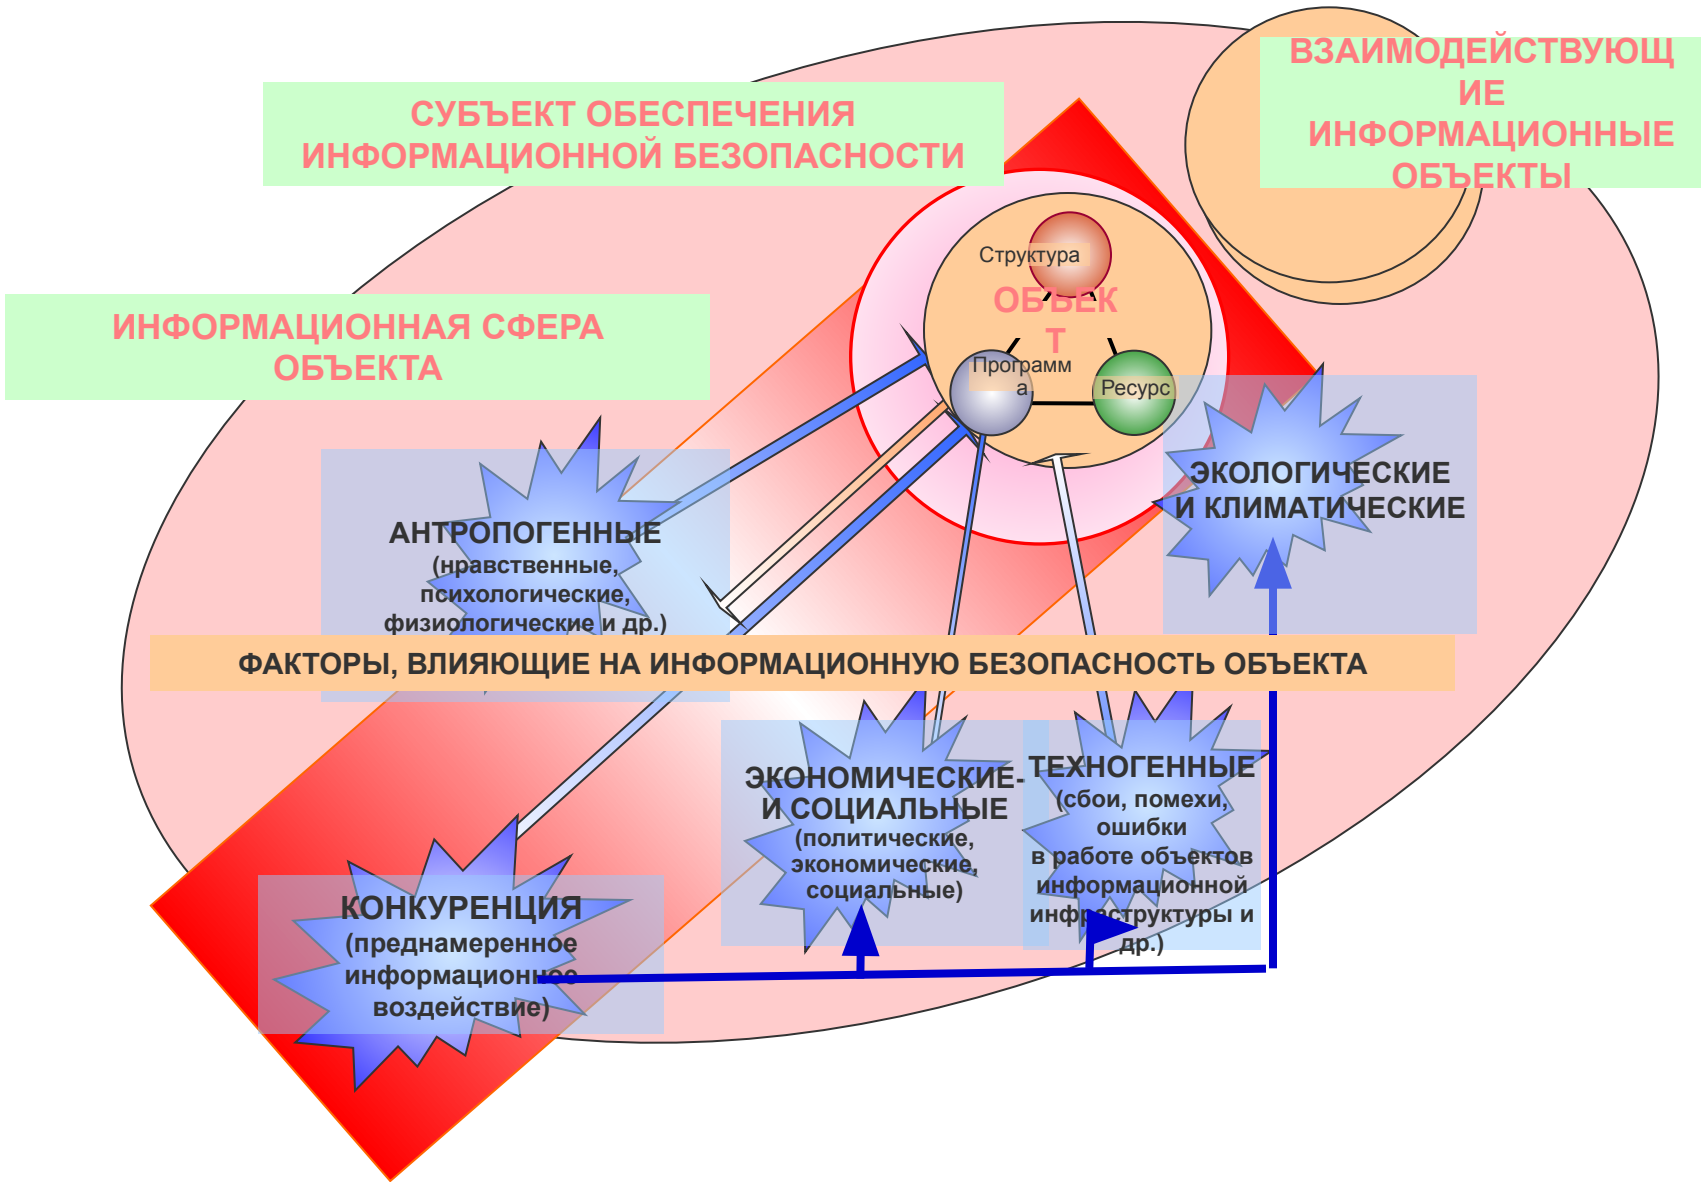 ВЗАИМОДЕЙСТВУЮЩ
ИЕ
ИНФОРМАЦИОННЫЕ
ОБЪЕКТЫ
СУБЪЕКТ ОБЕСПЕЧЕНИЯ
ИНФОРМАЦИОННОЙ БЕЗОПАСНОСТИ
ИНФОРМАЦИОННАЯ СФЕРА
ОБЪЕКТА
Структура
ОБЪЕК
Т
Программ
а
Ресурс
ЭКОЛОГИЧЕСКИЕ
И КЛИМАТИЧЕСКИЕ
АНТРОПОГЕННЫЕ
(нравственные,
психологические,
физиологические и др.)
ФАКТОРЫ, ВЛИЯЮЩИЕ НА ИНФОРМАЦИОННУЮ БЕЗОПАСНОСТЬ ОБЪЕКТА
ЭКОНОМИЧЕСКИЕ-
И СОЦИАЛЬНЫЕ
(политические,
экономические,
социальные)
ТЕХНОГЕННЫЕ
(сбои, помехи,
ошибки
в работе объектов
информационной
инфраструктуры и
др.)
КОНКУРЕНЦИЯ
(преднамеренное
информационное
воздействие)